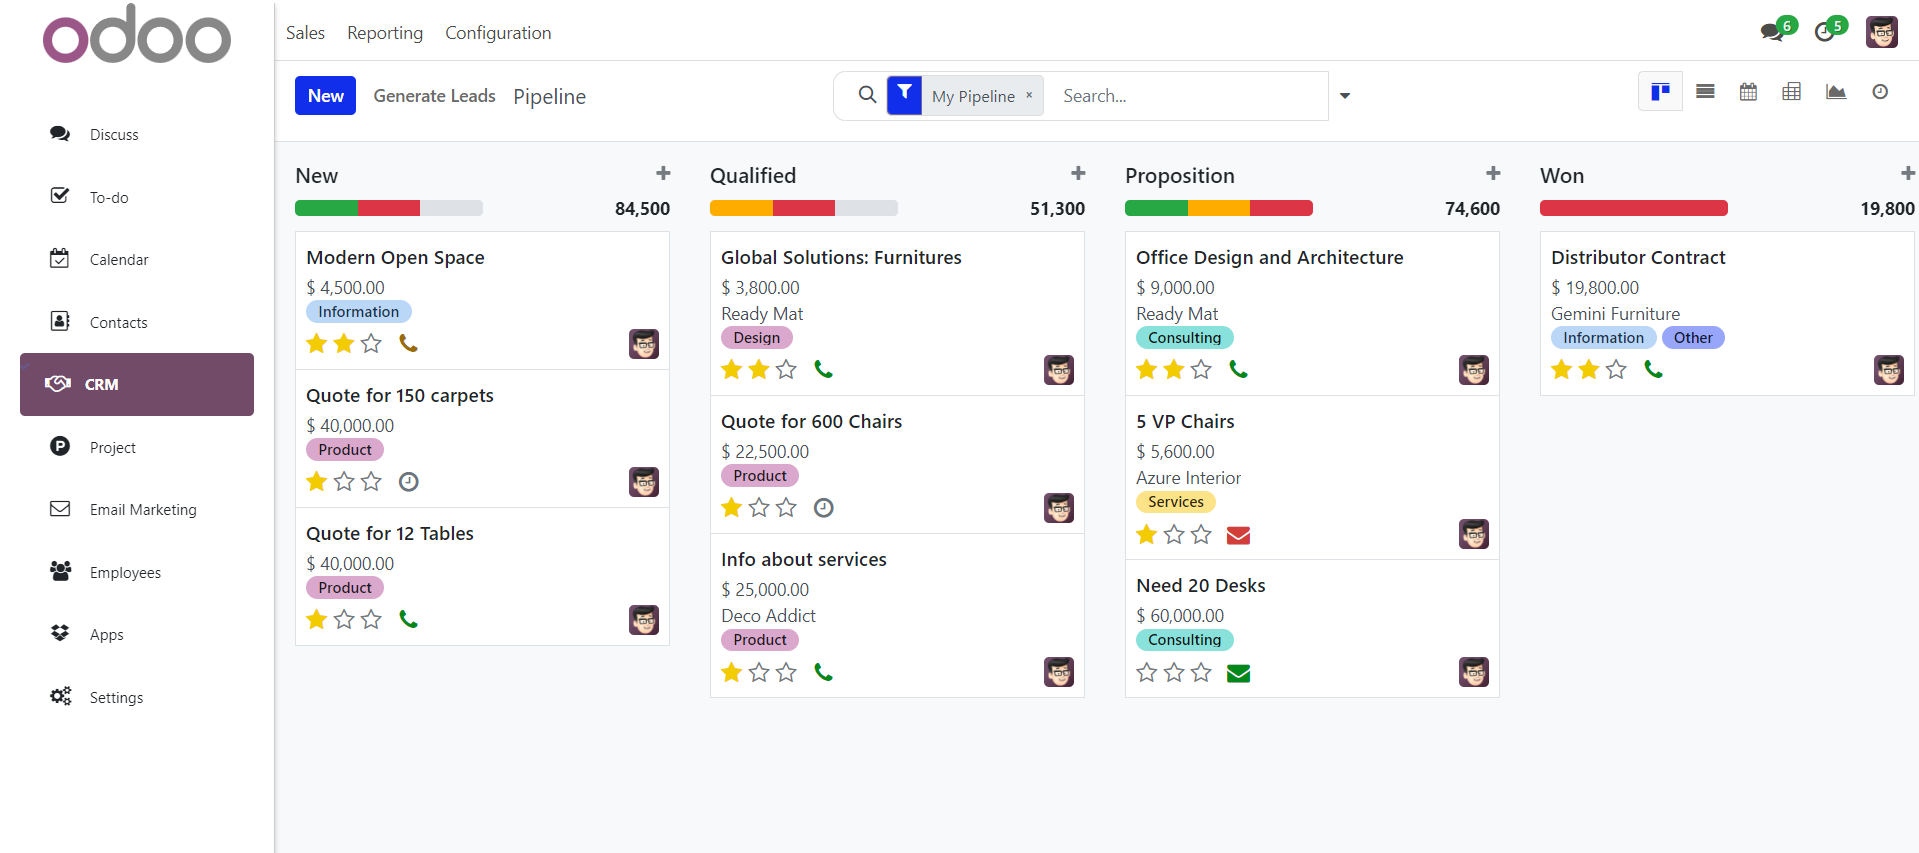 odoo
Sales Reporting Configuration
6 5
New Generate Leads Pipeline
My Pipeline × Search...
Discuss
To-do
Calendar
Contacts
CRM
Project
Email Marketing
Employees
Apps
Settings
New
84,500
Modern Open Space
$ 4,500.00
Information
Quote for 150 carpets
$ 40,000.00
Product
Quote for 12 Tables
$ 40,000.00
Product
Qualified
51,300
Global Solutions: Furnitures
$ 3,800.00
Ready Mat
Design
Quote for 600 Chairs
$ 22,500.00
Product
Info about services
$ 25,000.00
Deco Addict
Product
Proposition
74,600
Office Design and Architecture
$ 9,000.00
Ready Mat
Consulting
5 VP Chairs
$ 5,600.00
Azure Interior
Services
Need 20 Desks
$ 60,000.00
Consulting
Won
19,800
Distributor Contract
$ 19,800.00
Gemini Furniture
Information Other